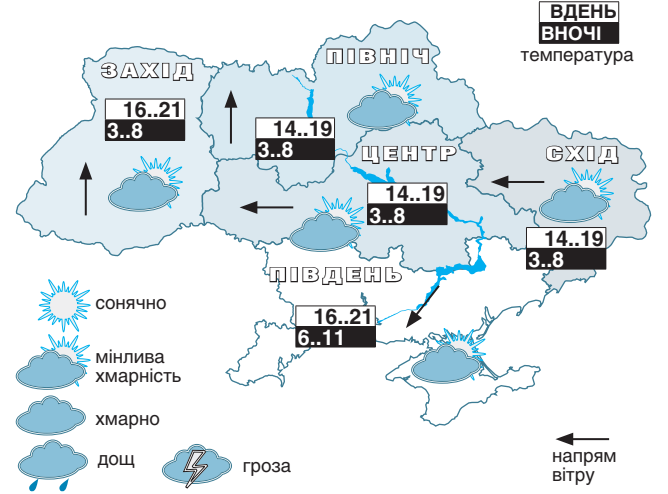 ВДЕНЬ
ВНОЧІ
температура
ПІВНІЧ
ЗАХІД
16..21
3..8
14..19
3..8
ЦЕНТР
СХІД
14..19
3..8
14..19
3..8
ПІВДЕНЬ
16..21
6..11
сонячно
мінлива
хмарність
хмарно
дощ
гроза
напрям
вітру